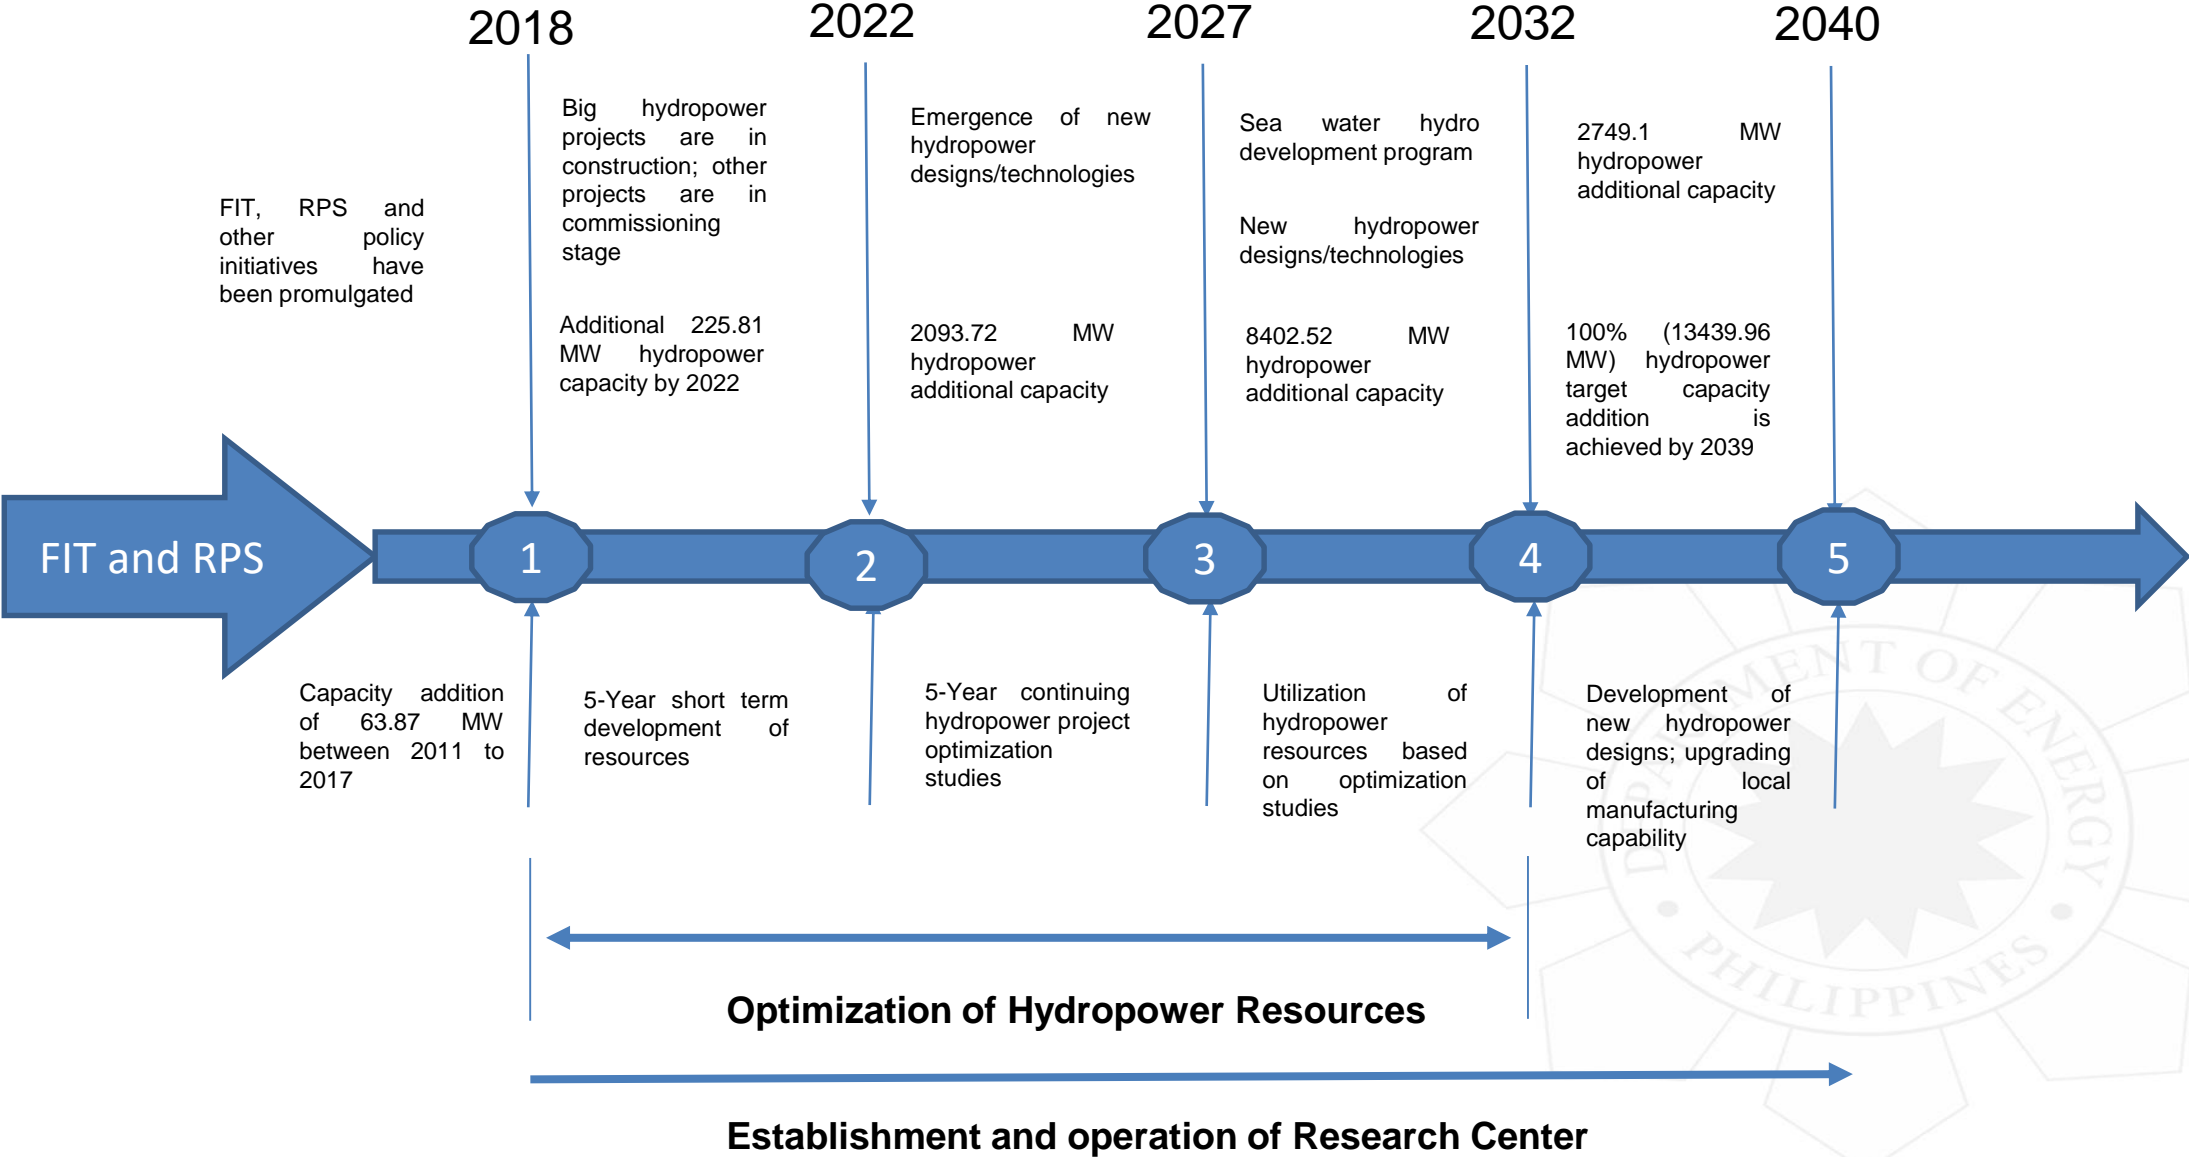 2018
2022
2027
2032
2040
FIT, RPS and
other policy
initiatives have
been promulgated
Big hydropower
projects are in
construction; other
projects are in
commissioning
stage
Additional 225.81
MW hydropower
capacity by 2022
Emergence of new
hydropower
designs/technologies
2093.72 MW
hydropower
additional capacity
Sea water hydro
development program
New hydropower
designs/technologies
8402.52 MW
hydropower
additional capacity
2749.1 MW
hydropower
additional capacity
100% (13439.96
MW) hydropower
target capacity
addition is
achieved by 2039
FIT and RPS
1
2
3
4
5
Capacity addition
of 63.87 MW
between 2011 to
2017
5-Year short term
development of
resources
5-Year continuing
hydropower project
optimization
studies
Utilization of
hydropower
resources based
on optimization
studies
Development of
new hydropower
designs; upgrading
of local
manufacturing
capability
Optimization of Hydropower Resources
Establishment and operation of Research Center
DEPARTMENT OF ENERGY
PHILIPPINES